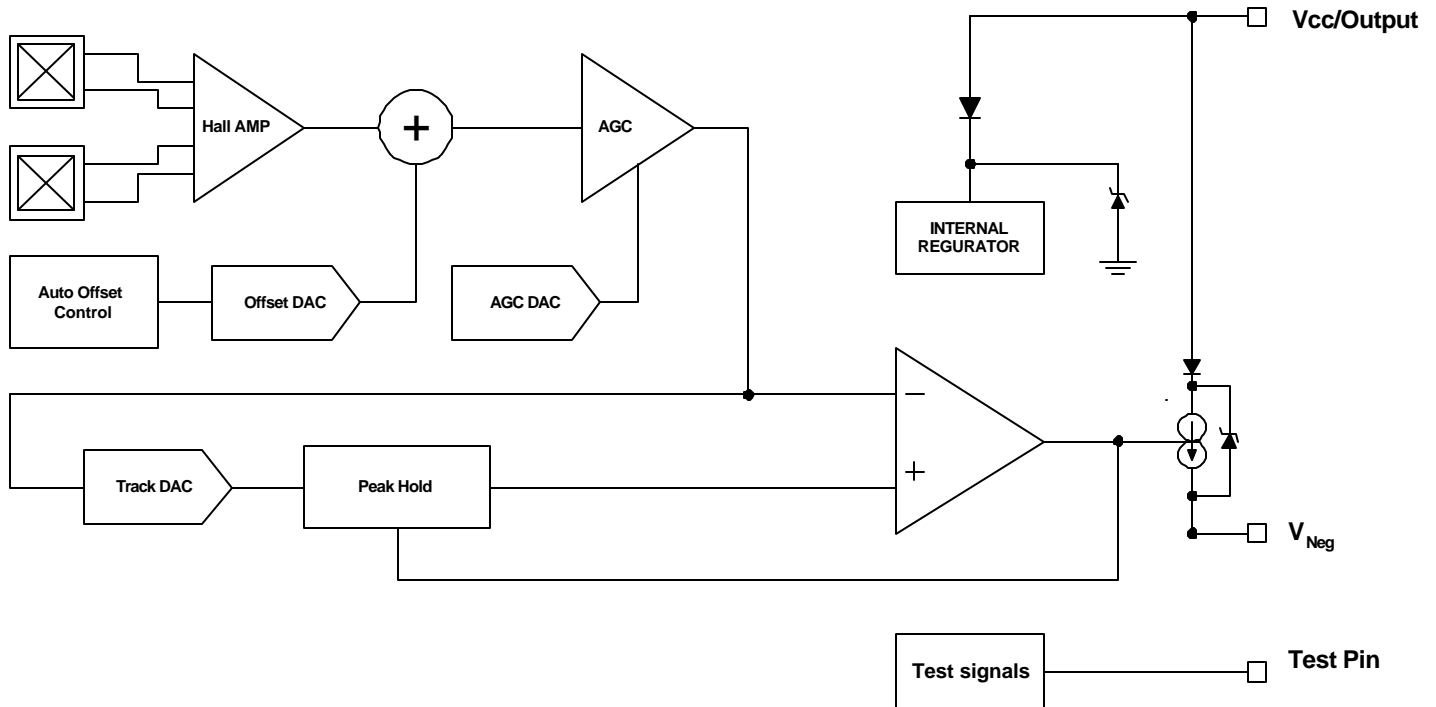 Vcc/Output
Hall AMP
+
AGC
INTERNAL
REGURATOR
Auto Offset
Control
Offset DAC
AGC DAC
−
+
Track DAC
Peak Hold
VNeg
Test signals
Test Pin